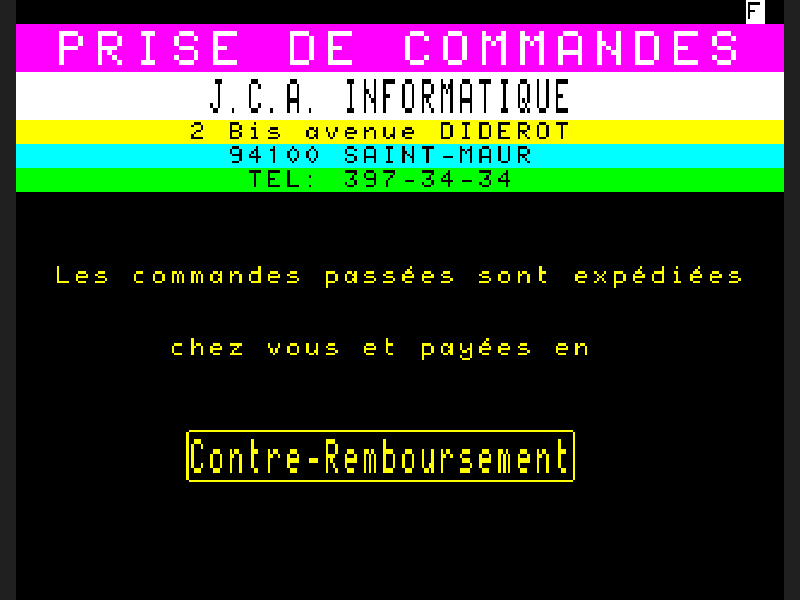 F
PRISE DE COMMANDES
J.C.A. INFORMATIQUE
2 Bis avenue DIDEROT
94100 SAINT-MAUR
TEL: 397-34-34
Les commandes passées sont expédiées
chez vous et payées en
Contre-Remboursement